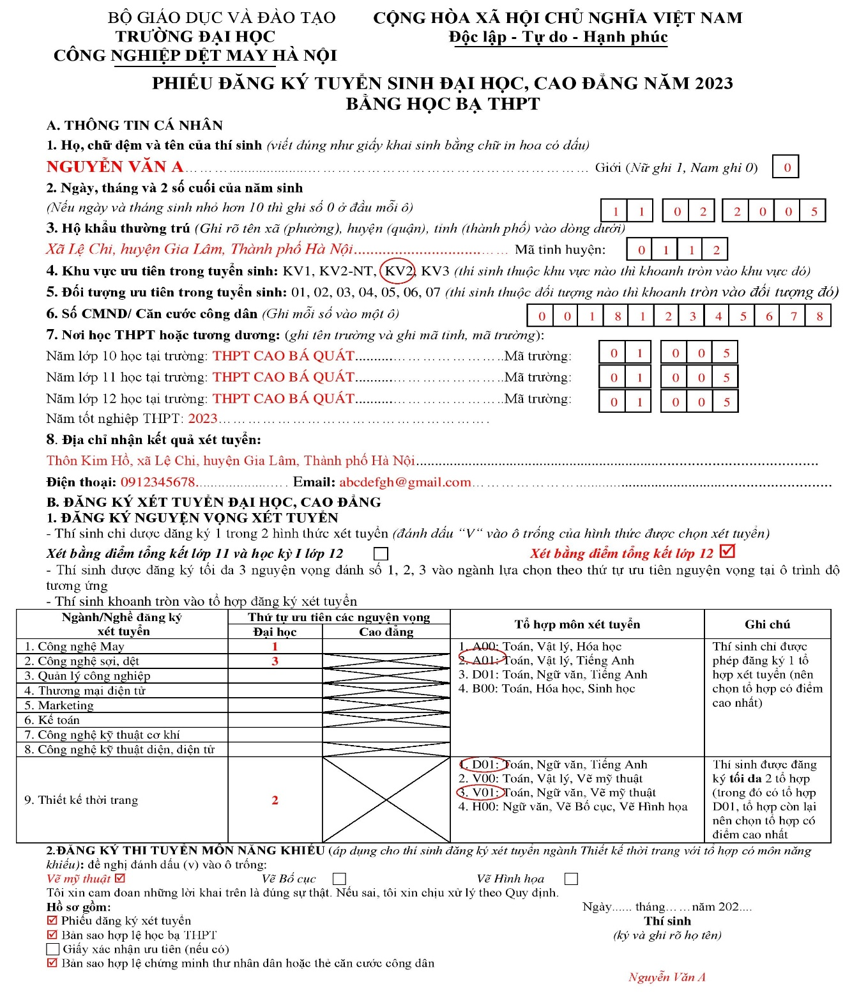 BỘ GIÁO DỤC VÀ ĐÀO TẠO
TRƯỜNG ĐẠI HỌC
CÔNG NGHIỆP DỆT MAY HÀ NỘI
CỘNG HÒA XÃ HỘI CHỦ NGHĨA VIỆT NAM
Độc lập - Tự do - Hạnh phúc
PHIẾU ĐĂNG KÝ TUYỂN SINH ĐẠI HỌC, CAO ĐẲNG NĂM 2023
BẰNG HỌC BẠ THPT
A. THÔNG TIN CÁ NHÂN
1. Họ, chữ đệm và tên của thí sinh (viết đúng như giấy khai sinh bằng chữ in hoa có dấu)
NGUYỄN VĂN A........................ Giới (Nữ ghi 1, Nam ghi 0) 0
2. Ngày, tháng và 2 số cuối của năm sinh
(Nếu ngày và tháng sinh nhỏ hơn 10 thì ghi số 0 ở đầu mỗi ô) 1 1 0 2 2 0 0 5
3. Hộ khẩu thường trú (Ghi rõ tên xã (phường), huyện (quận), tỉnh (thành phố) vào dòng dưới)
Xã Lệ Chi, huyện Gia Lâm, Thành phố Hà Nội........................ Mã tỉnh huyện: 0 1 1 2
4. Khu vực ưu tiên trong tuyển sinh: KV1, KV2-NT, KV2, KV3 (thí sinh thuộc khu vực nào thì khoanh tròn vào khu vực đó)
5. Đối tượng ưu tiên trong tuyển sinh: 01, 02, 03, 04, 05, 06, 07 (thí sinh thuộc đối tượng nào thì khoanh tròn vào đối tượng đó)
6. Số CMND/ Căn cước công dân (Ghi mỗi số vào một ô) 0 0 1 8 1 2 3 4 5 6 7 8
7. Nơi học THPT hoặc tương đương: (ghi tên trường và ghi mã tỉnh, mã trường):
Năm lớp 10 học tại trường: THPT CAO BÁ QUÁT........................Mã trường: 0 1 0 0 5
Năm lớp 11 học tại trường: THPT CAO BÁ QUÁT........................Mã trường: 0 1 0 0 5
Năm lớp 12 học tại trường: THPT CAO BÁ QUÁT........................Mã trường: 0 1 0 0 5
Năm tốt nghiệp THPT: 2023........................
8. Địa chỉ nhận kết quả xét tuyển:
Thôn Kim Hồ, xã Lệ Chi, huyện Gia Lâm, Thành phố Hà Nội........................
Điện thoại: 0912345678........................ Email: abcdefgh@gmail.com........................
B. ĐĂNG KÝ XÉT TUYỂN ĐẠI HỌC, CAO ĐẲNG
1. ĐĂNG KÝ NGUYỆN VỌNG XÉT TUYỂN
- Thí sinh chỉ được đăng ký 1 trong 2 hình thức xét tuyển (đánh dấu “V“ vào ô trống của hình thức được chọn xét tuyển)
Xét bằng điểm tổng kết lớp 11 và học kỳ I lớp 12 ☐ Xét bằng điểm tổng kết lớp 12 ☑
- Thí sinh được đăng ký tối đa 3 nguyện vọng đánh số 1, 2, 3 vào ngành lựa chọn theo thứ tự ưu tiên nguyện vọng tại ô trình độ
tương ứng
- Thí sinh khoanh tròn vào tổ hợp đăng ký xét tuyển
Ngành/Nghề đăng ký
xét tuyển
Thứ tự ưu tiên các nguyện vọng
Đại học Cao đẳng
Tổ hợp môn xét tuyển
Ghi chú
1. Công nghệ May 1
2. Công nghệ sợi, dệt 3
3. Quản lý công nghiệp
4. Thương mại điện tử
5. Marketing
6. Kế toán
7. Công nghệ kỹ thuật cơ khí
8. Công nghệ kỹ thuật điện, điện tử
1. A00: Toán, Vật lý, Hóa học
2. A01: Toán, Vật lý, Tiếng Anh
3. D01: Toán, Ngữ văn, Tiếng Anh
4. B00: Toán, Hóa học, Sinh học
Thí sinh chỉ được
phép đăng ký 1 tổ
hợp xét tuyển (nên
chọn tổ hợp có điểm
cao nhất)
9. Thiết kế thời trang 2
1. D01: Toán, Ngữ văn, Tiếng Anh
2. V00: Toán, Vật lý, Vẽ mỹ thuật
3. V01: Toán, Ngữ văn, Vẽ mỹ thuật
4. H00: Ngữ văn, Vẽ Bố cục, Vẽ Hình họa
Thí sinh được đăng
ký tối đa 2 tổ hợp
(trong đó có tổ hợp
D01, tổ hợp còn lại
nên chọn tổ hợp có
điểm cao nhất
2.ĐĂNG KÝ THI TUYỂN MÔN NĂNG KHIẾU (áp dụng cho thí sinh đăng ký xét tuyển ngành Thiết kế thời trang với tổ hợp có môn năng
khiếu): đề nghị đánh dấu (v) vào ô trống:
Vẽ mỹ thuật ☑ Vẽ Bố cục ☐ Vẽ Hình họa ☐
Tôi xin cam đoan những lời khai trên là đúng sự thật. Nếu sai, tôi xin chịu xử lý theo Quy định.
Hồ sơ gồm:
☑ Phiếu đăng ký xét tuyển
☑ Bản sao hợp lệ học bạ THPT
☐ Giấy xác nhận ưu tiên (nếu có)
☑ Bản sao hợp lệ chứng minh thư nhân dân hoặc thẻ căn cước công dân
Ngày...... tháng......năm 202....
Thí sinh
(ký và ghi rõ họ tên)
Nguyễn Văn A